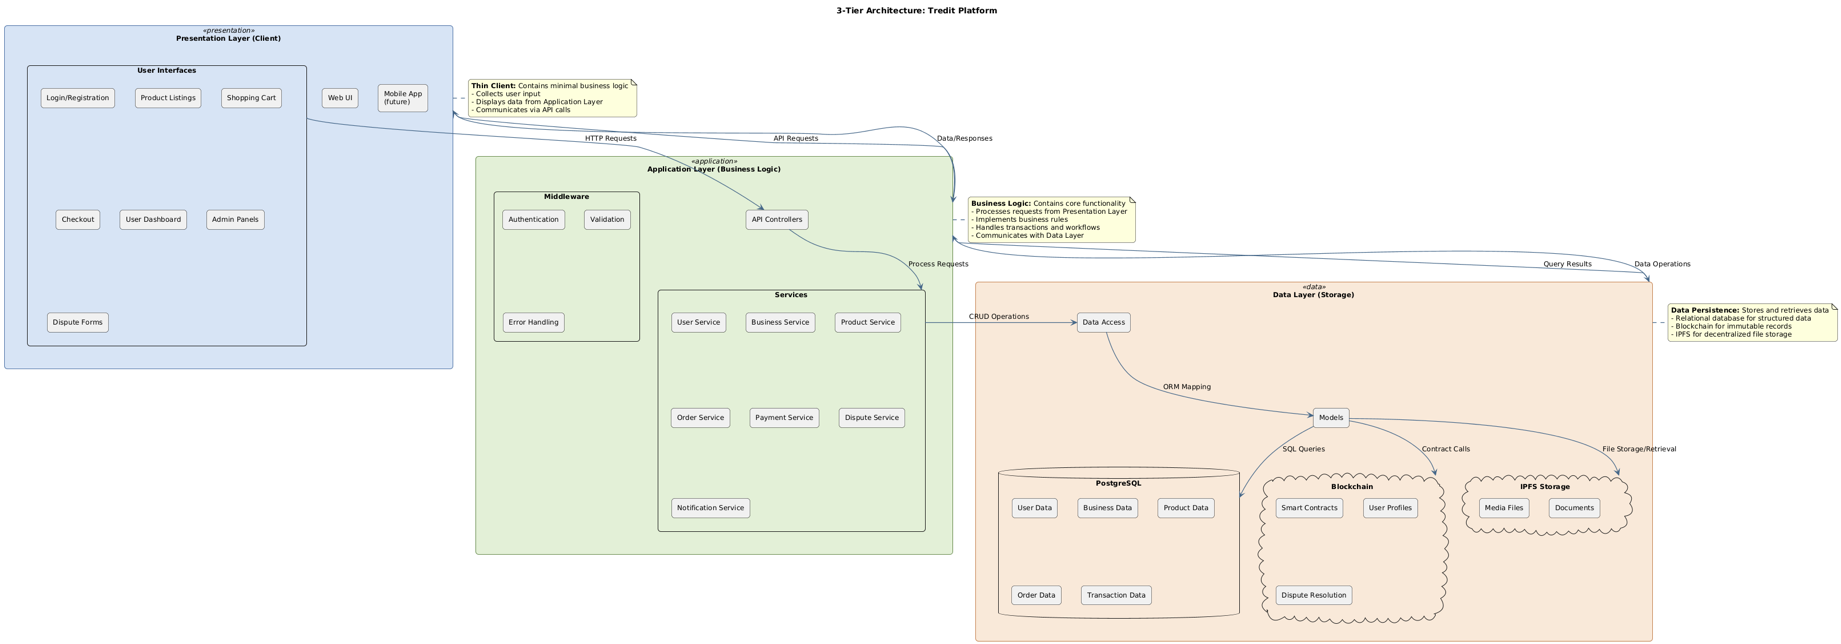 3-Tier Architecture: Tredit Platform
«presentation»
Presentation Layer (Client)
User Interfaces
Login/Registration
Product Listings
Shopping Cart
Web UI
Mobile App
(future)
Checkout
User Dashboard
Admin Panels
Dispute Forms
Thin Client: Contains minimal business logic
- Collects user input
- Displays data from Application Layer
- Communicates via API calls
HTTP Requests
API Requests
Data/Responses
«application»
Application Layer (Business Logic)
Middleware
Authentication
Validation
Error Handling
API Controllers
Process Requests
Services
User Service
Business Service
Product Service
Order Service
Payment Service
Dispute Service
Notification Service
Business Logic: Contains core functionality
- Processes requests from Presentation Layer
- Implements business rules
- Handles transactions and workflows
- Communicates with Data Layer
Query Results
Data Operations
CRUD Operations
«data»
Data Layer (Storage)
Data Access
ORM Mapping
Models
SQL Queries
Contract Calls
File Storage/Retrieval
PostgreSQL
User Data
Business Data
Product Data
Order Data
Transaction Data
Blockchain
Smart Contracts
User Profiles
Dispute Resolution
IPFS Storage
Media Files
Documents
Data Persistence: Stores and retrieves data
- Relational database for structured data
- Blockchain for immutable records
- IPFS for decentralized file storage